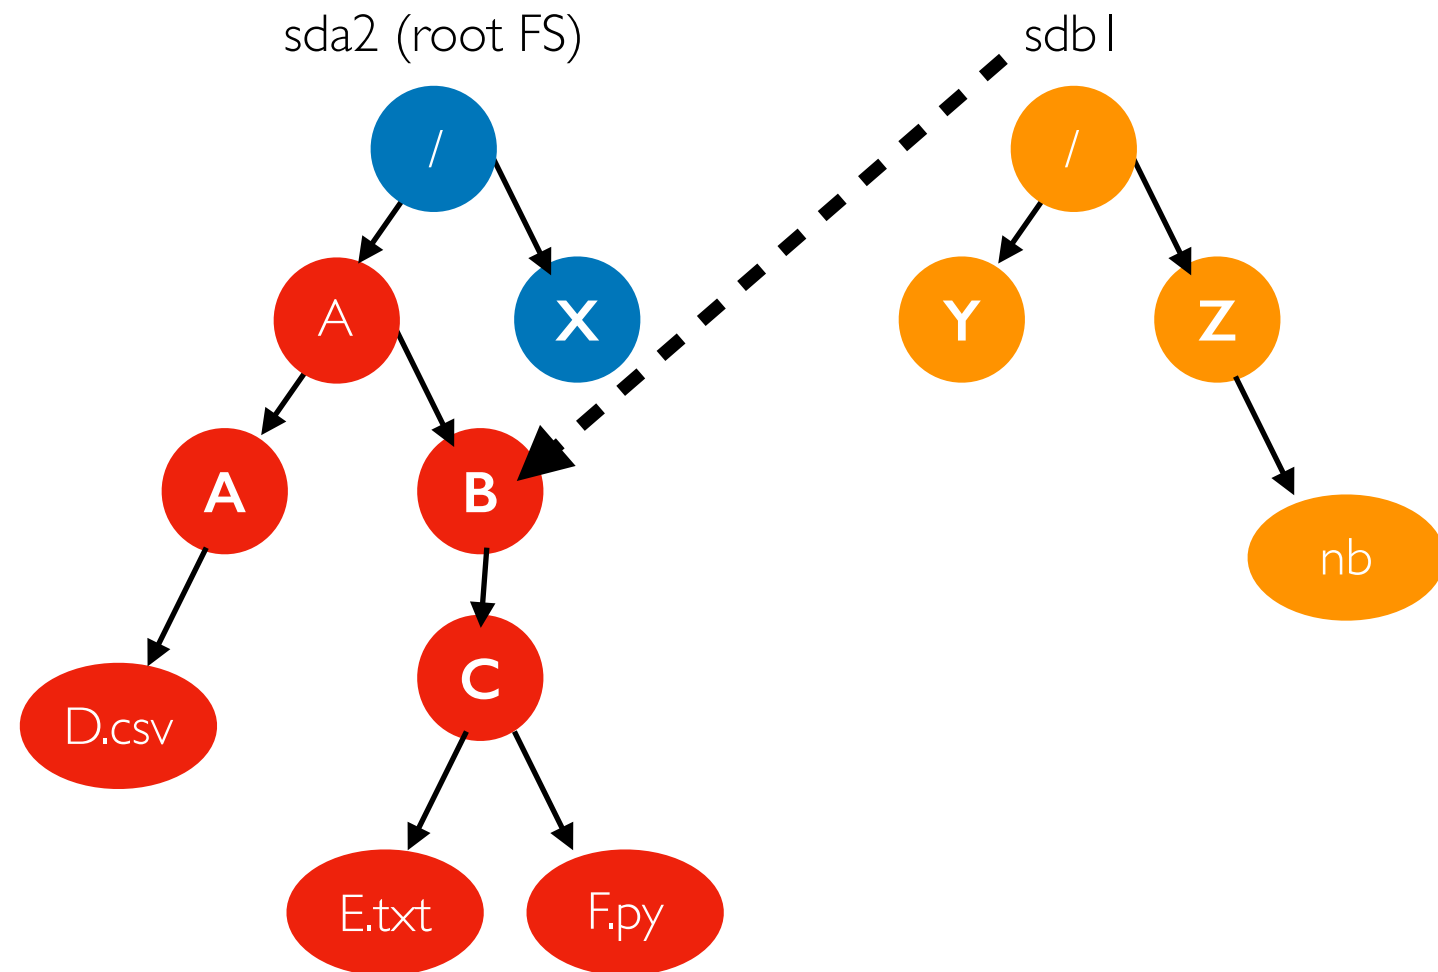 sda2 (root FS)
sdb1
/
/
A
X
Y
Z
A
B
nb
C
D.csv
E.txt
F.py